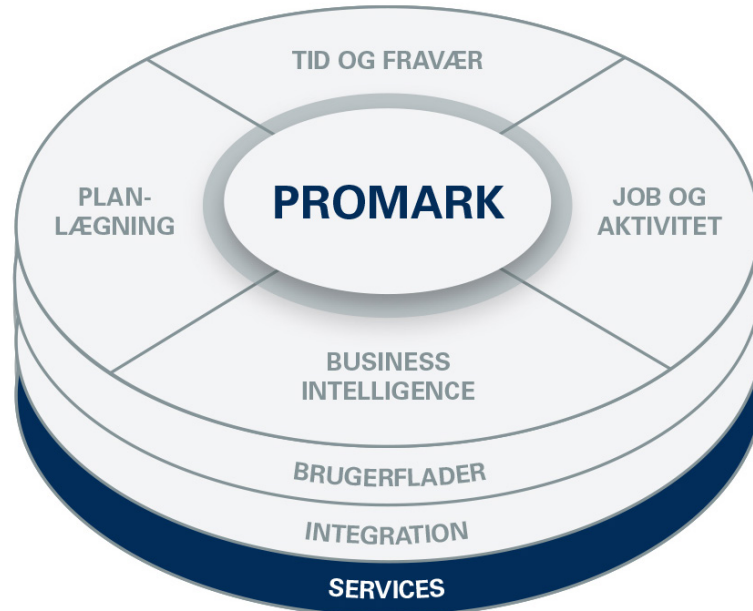 TID OG FRAVÆR
PLAN-
LÆGNING
PROMARK
JOB OG
AKTIVITET
BUSINESS
INTELLIGENCE
BRUGERFLADER
INTEGRATION
SERVICES